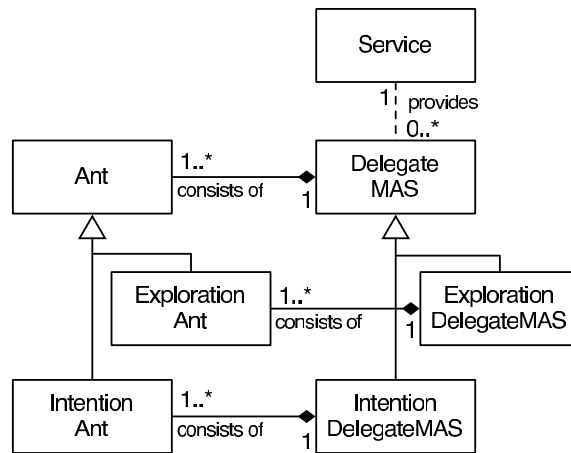 Service
1
provides
0..*
Ant
1..*
consists of
1
Delegate
MAS
Exploration
Ant
1..*
consists of
1
Exploration
DelegateMAS
Intention
Ant
1..*
consists of
1
Intention
DelegateMAS